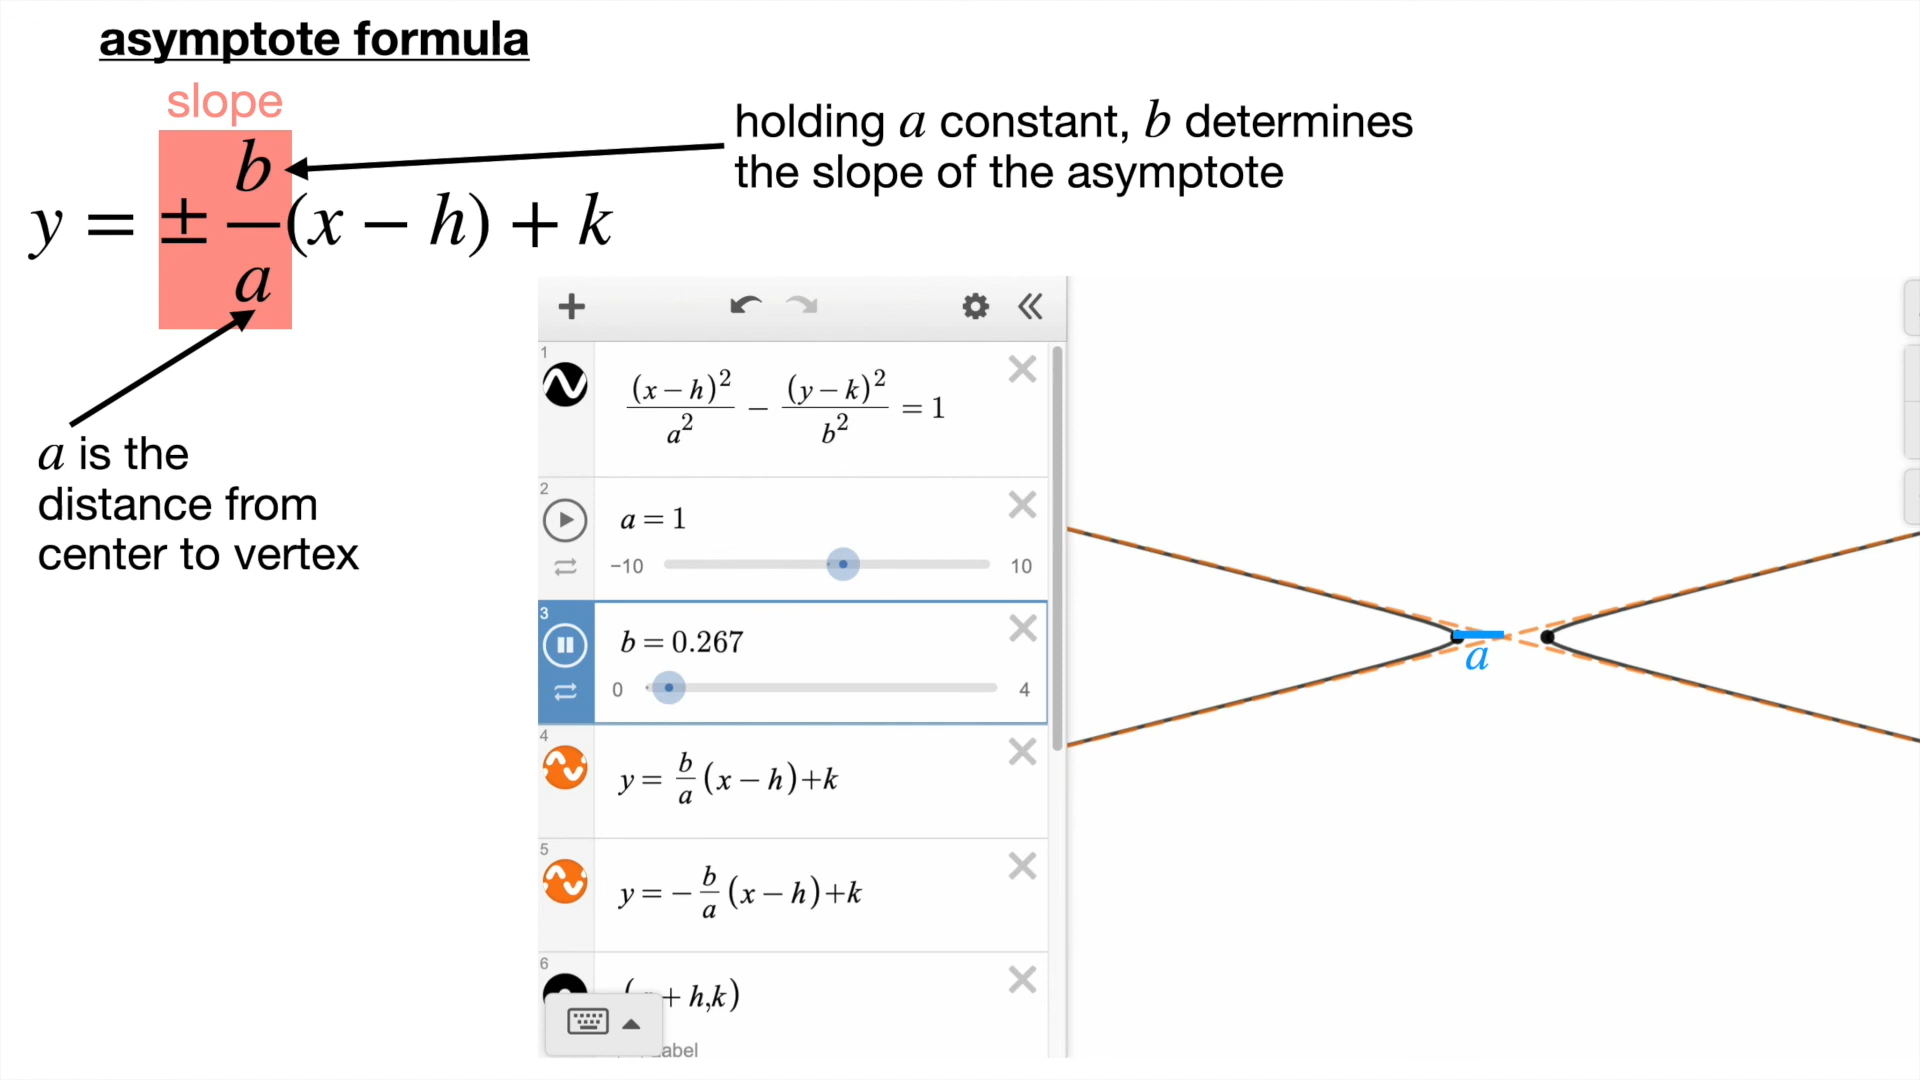 asymptote formula
slope
y = ± b/a (x − h) + k
holding a constant, b determines
the slope of the asymptote
a is the
distance from
center to vertex
1
(x − h)²/a² − (y − k)²/b² = 1
2
a = 1
−10 10
3
b = 0.267
0 4
4
y = b/a (x − h)+k
5
y = − b/a (x − h)+k
6
+ h,k)
abel
a